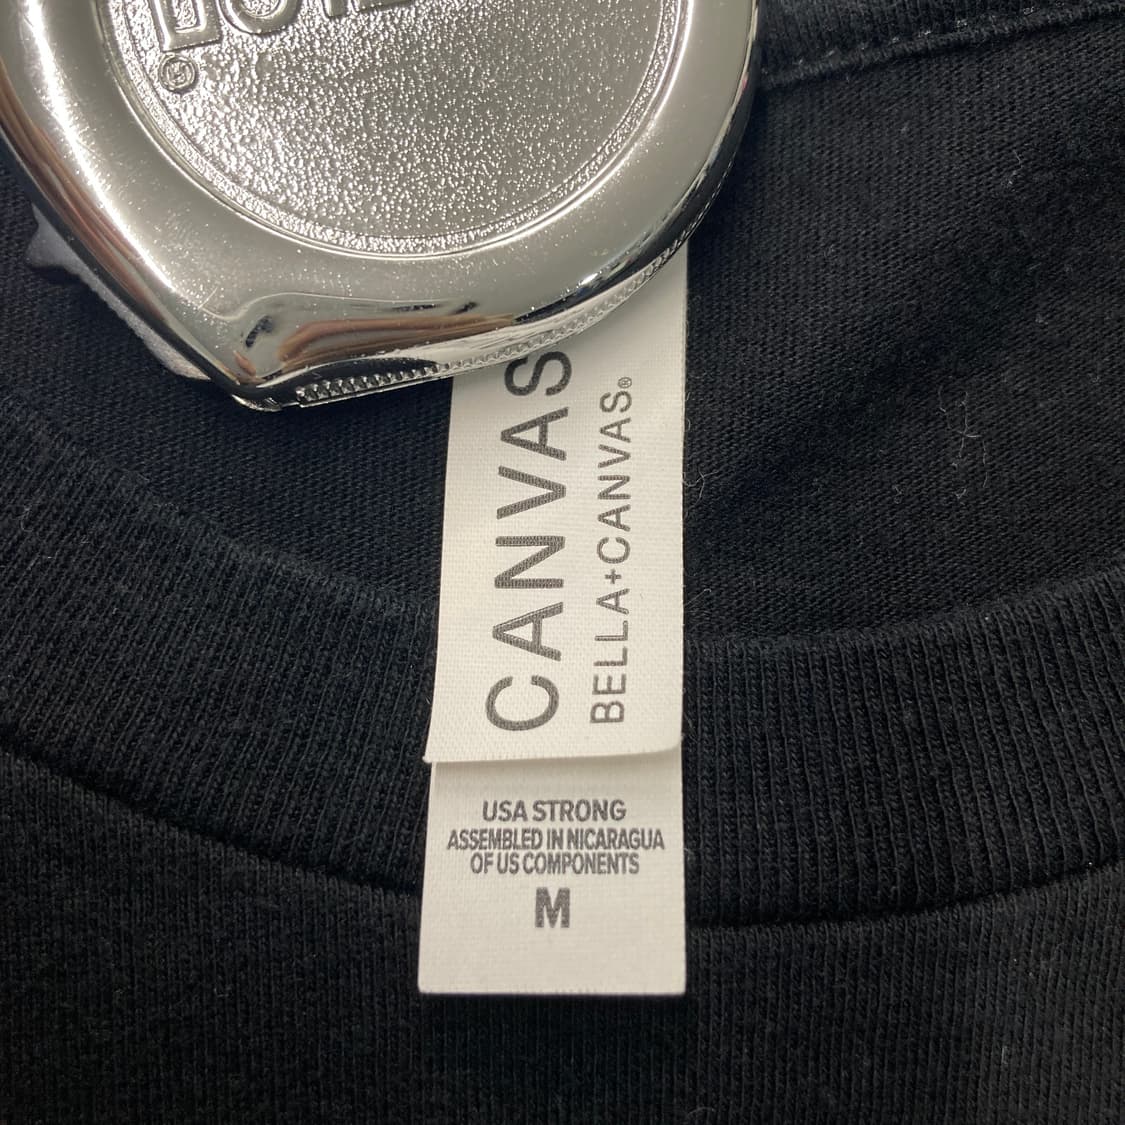 CANVAS
BELLA+CANVAS®
USA STRONG
ASSEMBLED IN NICARAGUA
OF US COMPONENTS
M